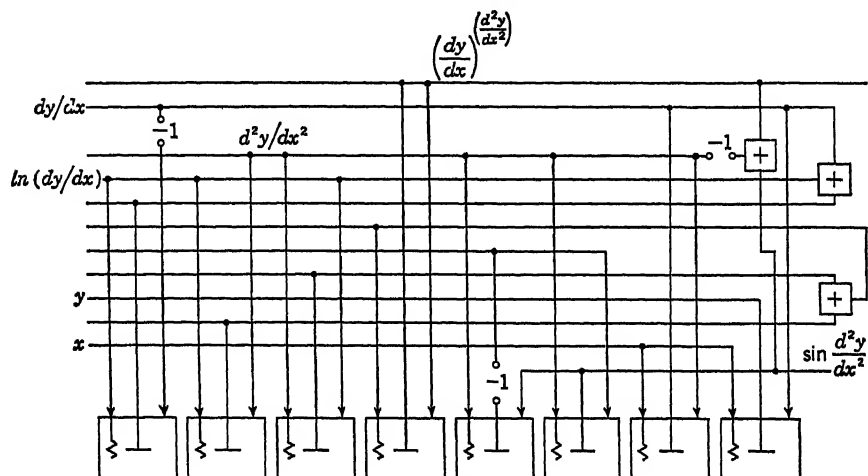 (dy/dx)^(d²y/dx²)
dy/dx
-1
d²y/dx²
-1
+
ln (dy/dx)
+
y
+
x
sin d²y/dx²
-1